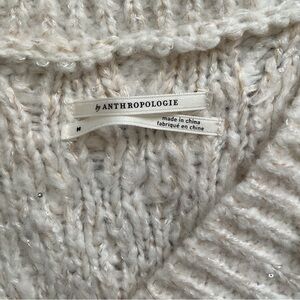 by ANTHROPOLOGIE
M
made in china
fabriqué en chine